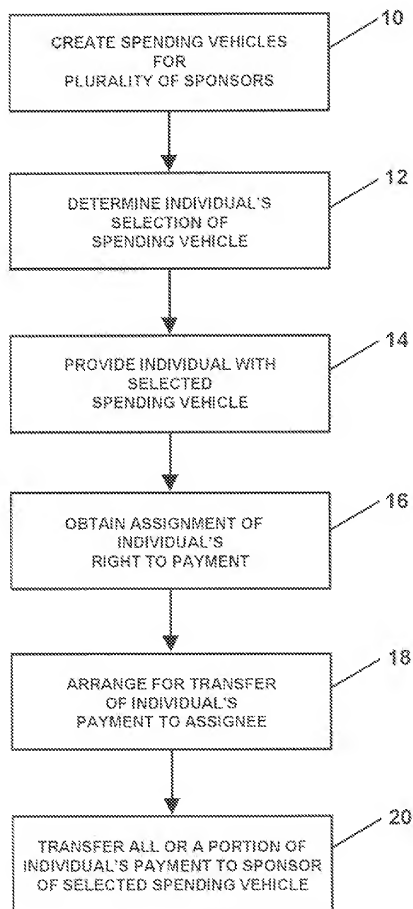 CREATE SPENDING VEHICLES
FOR
PLURALITY OF SPONSORS
10
DETERMINE INDIVIDUAL'S
SELECTION OF
SPENDING VEHICLE
12
PROVIDE INDIVIDUAL WITH
SELECTED
SPENDING VEHICLE
14
OBTAIN ASSIGNMENT OF
INDIVIDUAL'S
RIGHT TO PAYMENT
16
ARRANGE FOR TRANSFER
OF INDIVIDUAL'S
PAYMENT TO ASSIGNEE
18
TRANSFER ALL OR A PORTION OF
INDIVIDUAL'S PAYMENT TO SPONSOR
OF SELECTED SPENDING VEHICLE
20